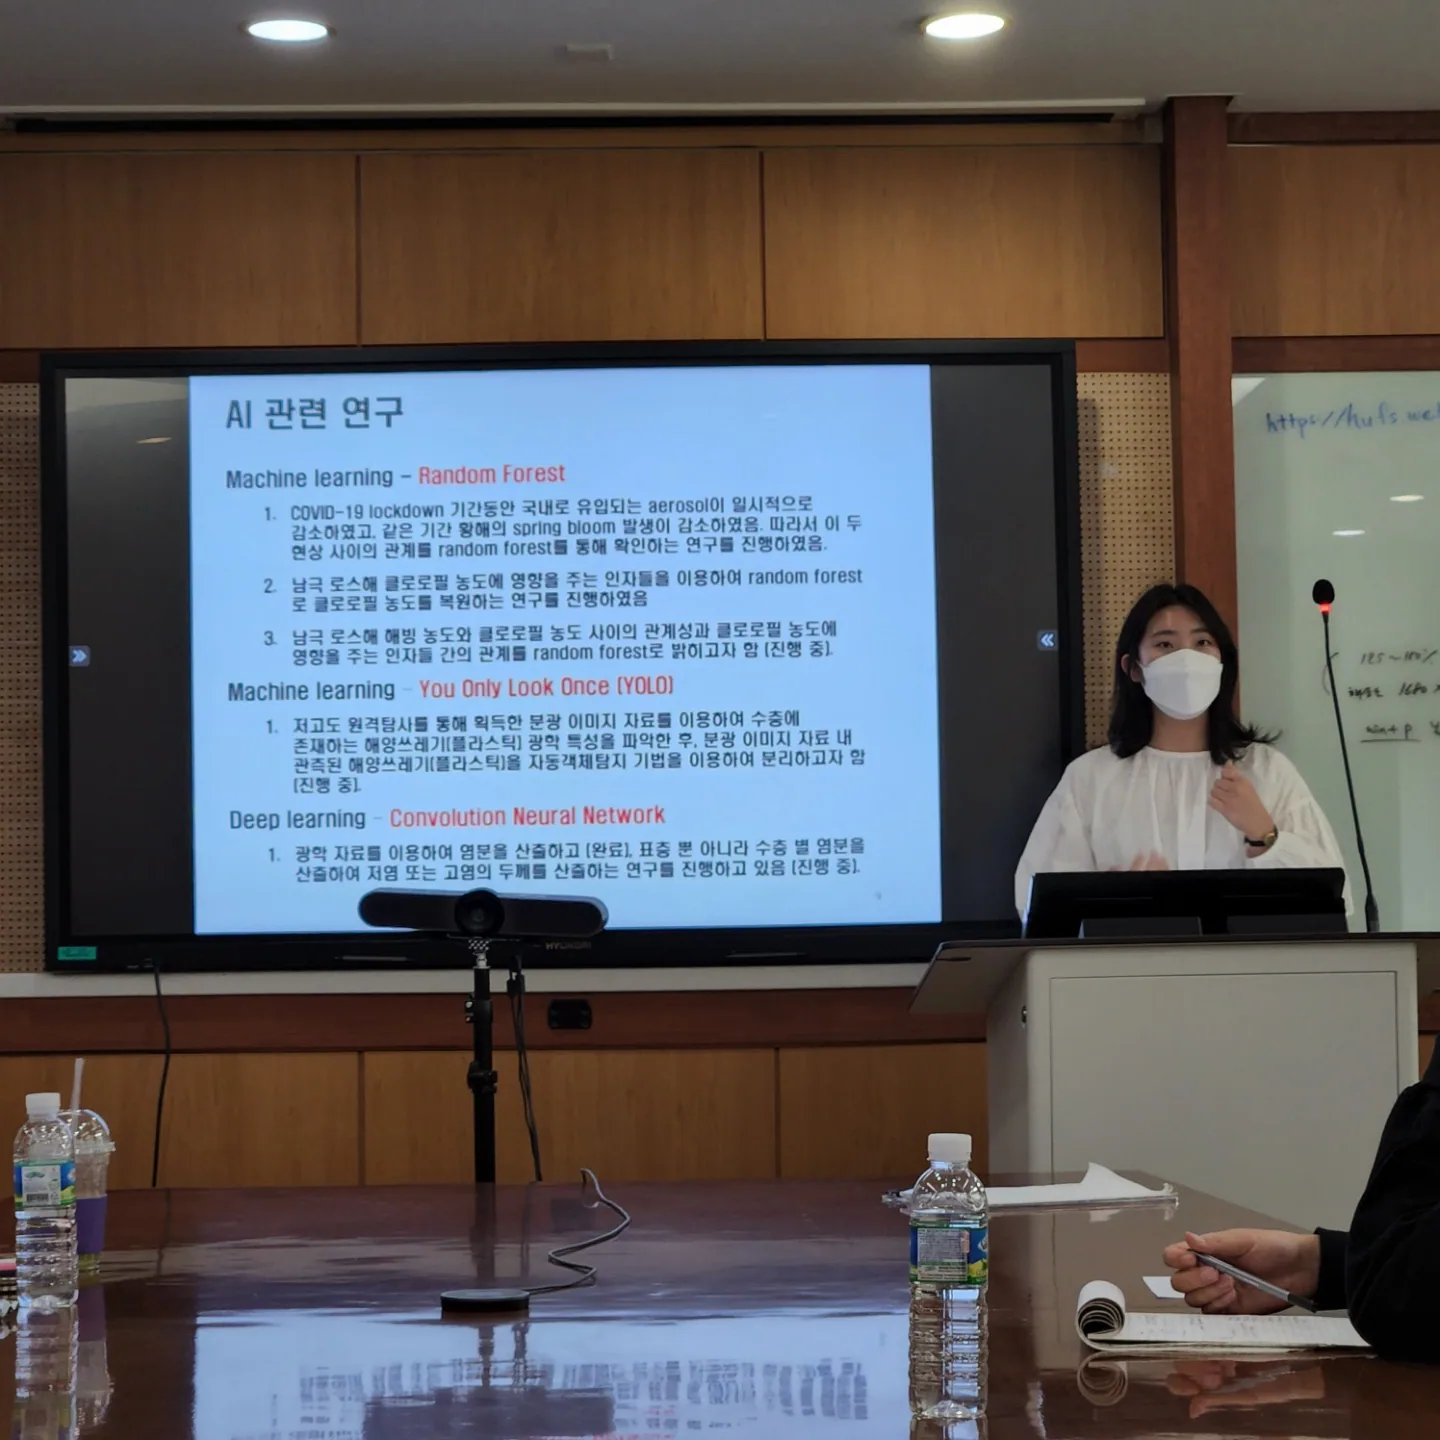 AI 관련 연구
Machine learning – Random Forest
1. COVID-19 lockdown 기간동안 국내로 유입되는 aerosol이 일시적으로
감소하였고, 같은 기간 황해의 spring bloom 발생이 감소하였음. 따라서 이 두
현상 사이의 관계를 random forest를 통해 확인하는 연구를 진행하였음.
2. 남극 로스해 클로로필 농도에 영향을 주는 인자들을 이용하여 random forest
로 클로로필 농도를 복원하는 연구를 진행하였음
3. 남극 로스해 해빙 농도와 클로로필 농도 사이의 관계성과 클로로필 농도에
영향을 주는 인자들 간의 관계를 random forest로 밝히고자 함 (진행 중).
Machine learning – You Only Look Once (YOLO)
1. 저고도 원격탐사를 통해 획득한 분광 이미지 자료를 이용하여 수층에
존재하는 해양쓰레기(플라스틱) 광학 특성을 파악한 후, 분광 이미지 자료 내
관측된 해양쓰레기(플라스틱)을 자동객체탐지 기법을 이용하여 분리하고자 함
(진행 중).
Deep learning – Convolution Neural Network
1. 광학 자료를 이용하여 염분을 산출하고 (완료), 표층 뿐 아니라 수층 별 염분을
산출하여 저염 또는 고염의 두께를 산출하는 연구를 진행하고 있음 (진행 중).
HYUNDAI
https://hufs.we
125~150%
해상도 1680 x
win+p